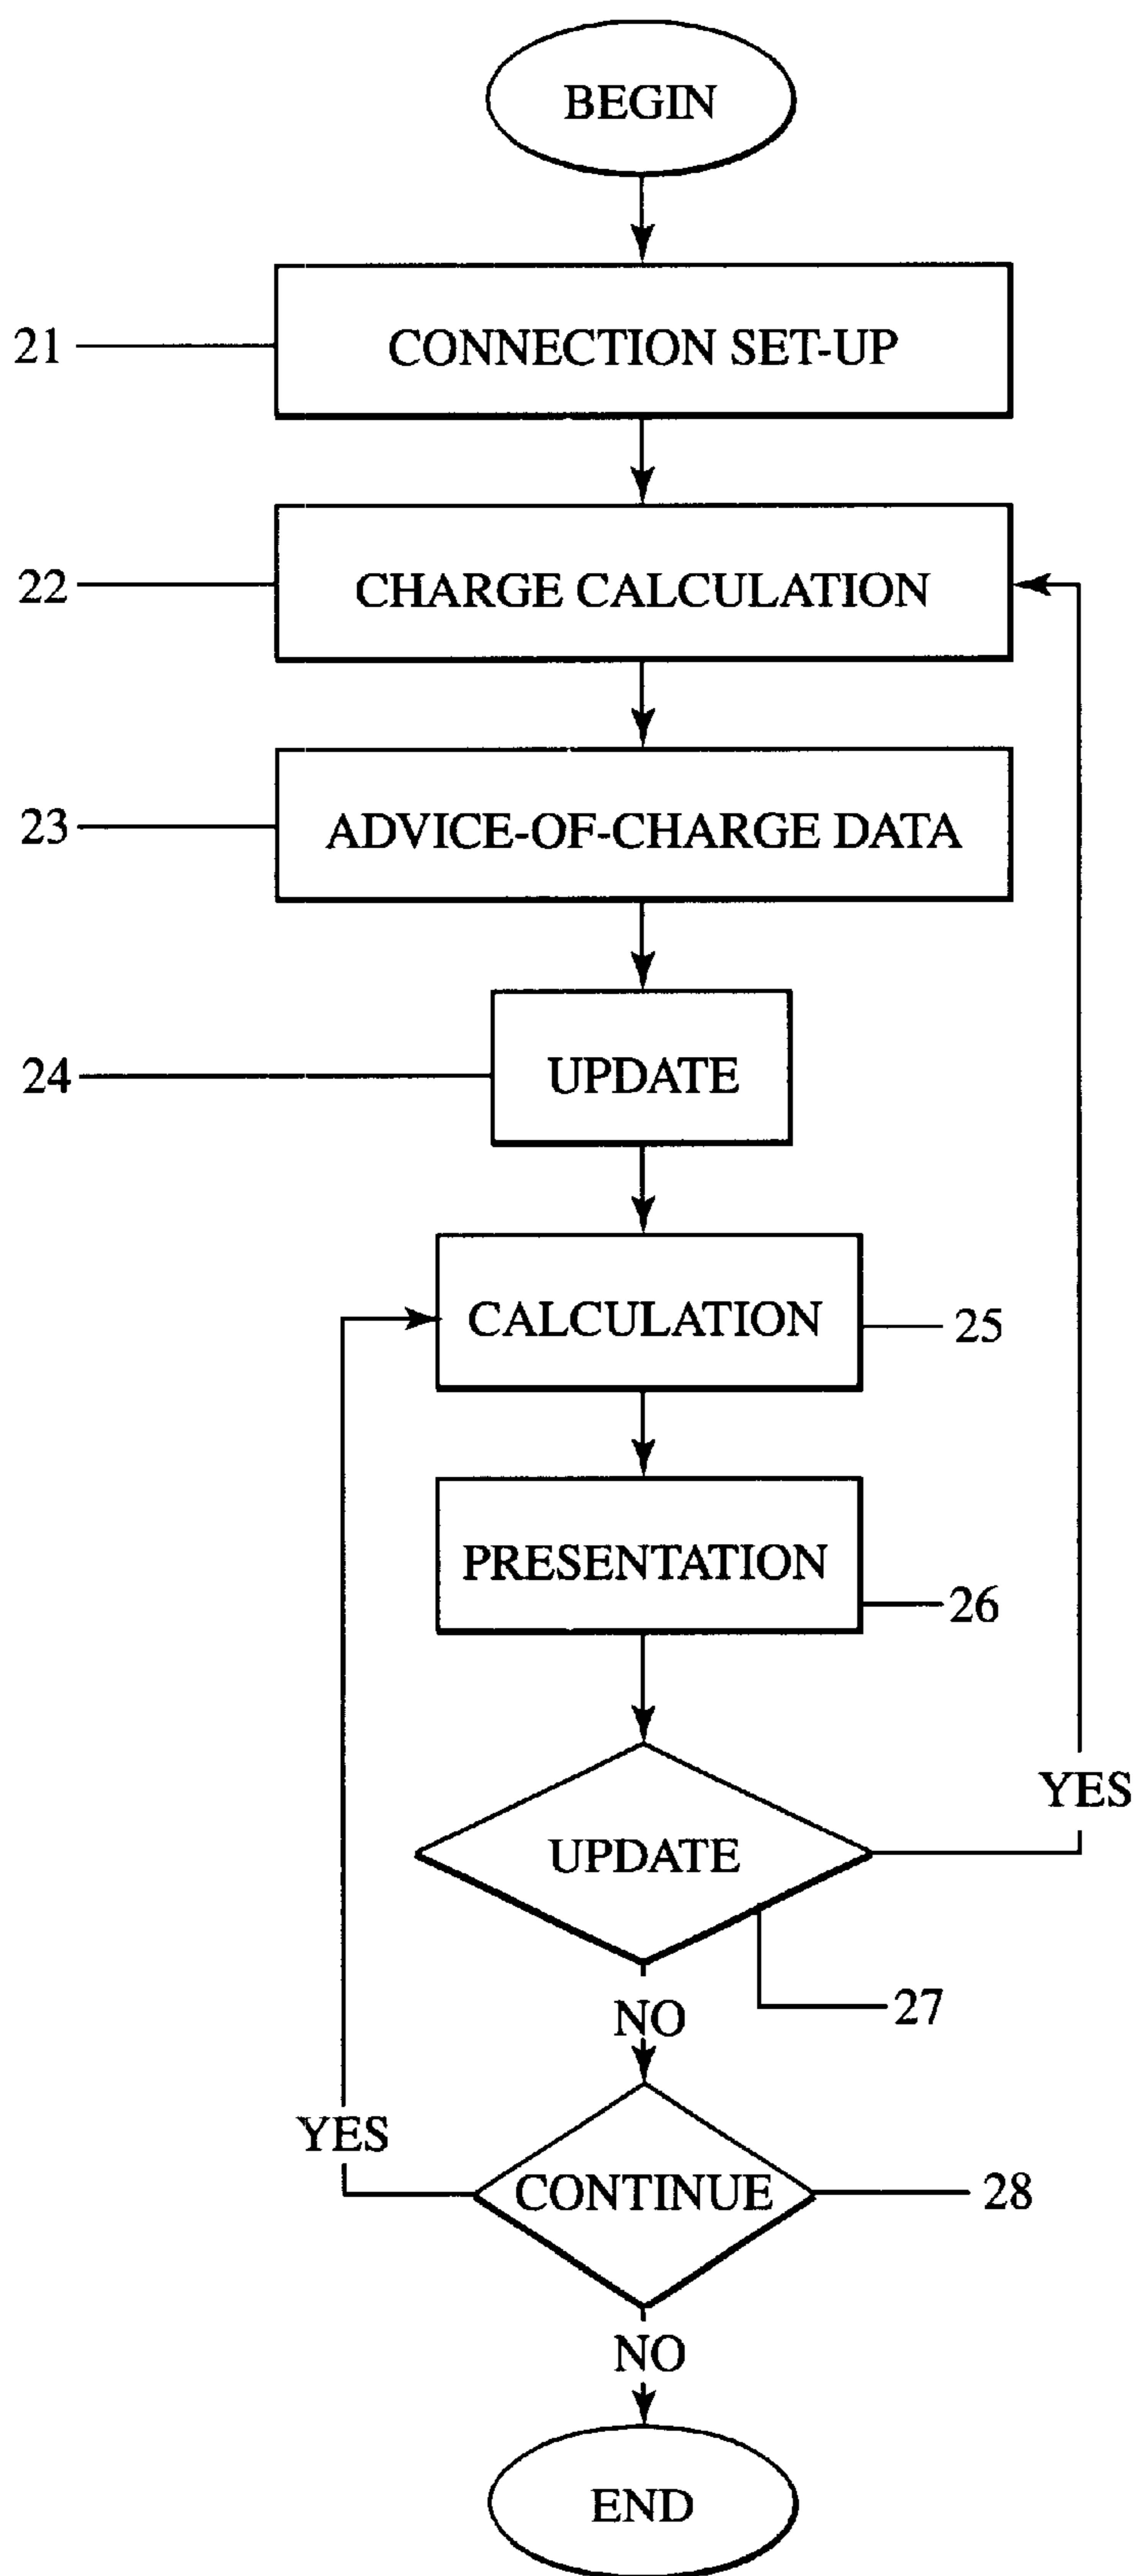 BEGIN
21
CONNECTION SET-UP
22
CHARGE CALCULATION
23
ADVICE-OF-CHARGE DATA
24
UPDATE
CALCULATION
25
PRESENTATION
26
YES
UPDATE
27
NO
YES
CONTINUE
28
NO
END